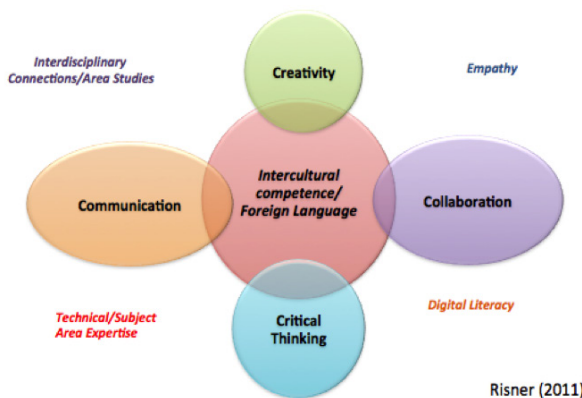 Interdisciplinary
Connections/Area Studies
Creativity
Empathy
Communication
Intercultural
competence/
Foreign Language
Collaboration
Technical/Subject
Area Expertise
Critical
Thinking
Digital Literacy
Risner (2011)